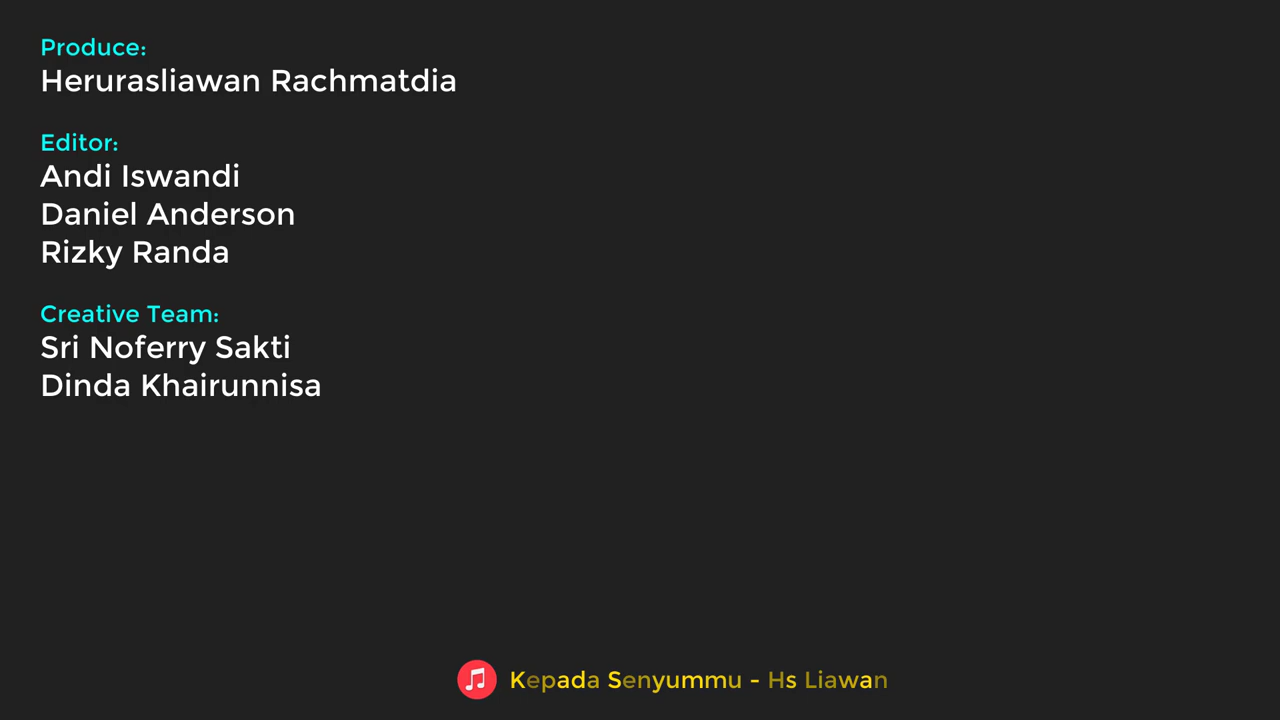 Produce:
Herurasliawan Rachmatdia
Editor:
Andi Iswandi
Daniel Anderson
Rizky Randa
Creative Team:
Sri Noferry Sakti
Dinda Khairunnisa
Kepada Senyummu - Hs Liawan